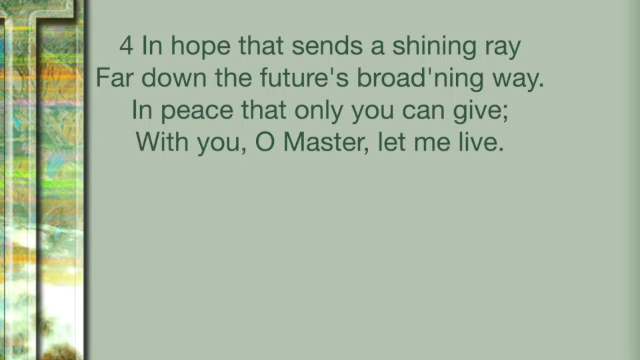 4 In hope that sends a shining ray
Far down the future's broad'ning way.
In peace that only you can give;
With you, O Master, let me live.